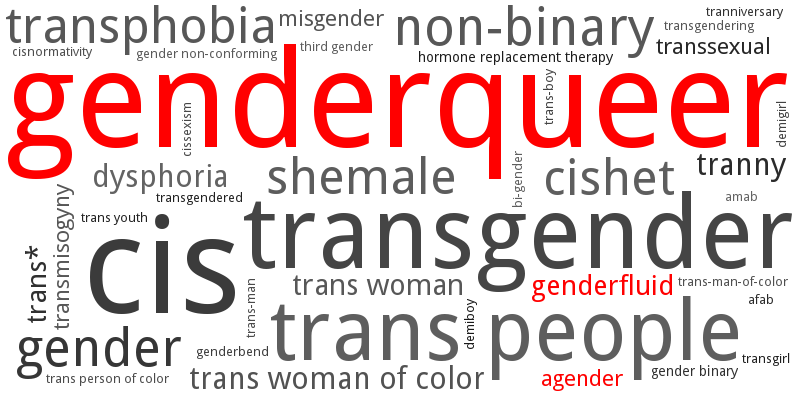 transphobia
misgender
non-binary
tranniversary
transgendering
cisnormativity
gender non-conforming
third gender
hormone replacement therapy
transsexual
genderqueer
cissexism
trans-boy
demigirl
dysphoria
shemale
bi-gender
cishet
tranny
transgendered
amab
trans youth
transmisogyny
trans*
cis
transgender
trans woman
genderfluid
trans-man-of-color
afab
trans-man
demiboy
gender
genderbend
trans people
transgirl
trans person of color
trans woman of color
agender
gender binary